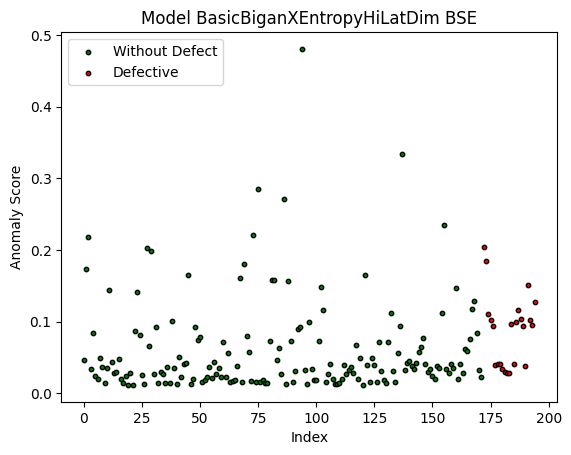 Model BasicBiganXEntropyHiLatDim BSE
Without Defect
Defective
Anomaly Score
0.5
0.4
0.3
0.2
0.1
0.0
0 25 50 75 100 125 150 175 200
Index